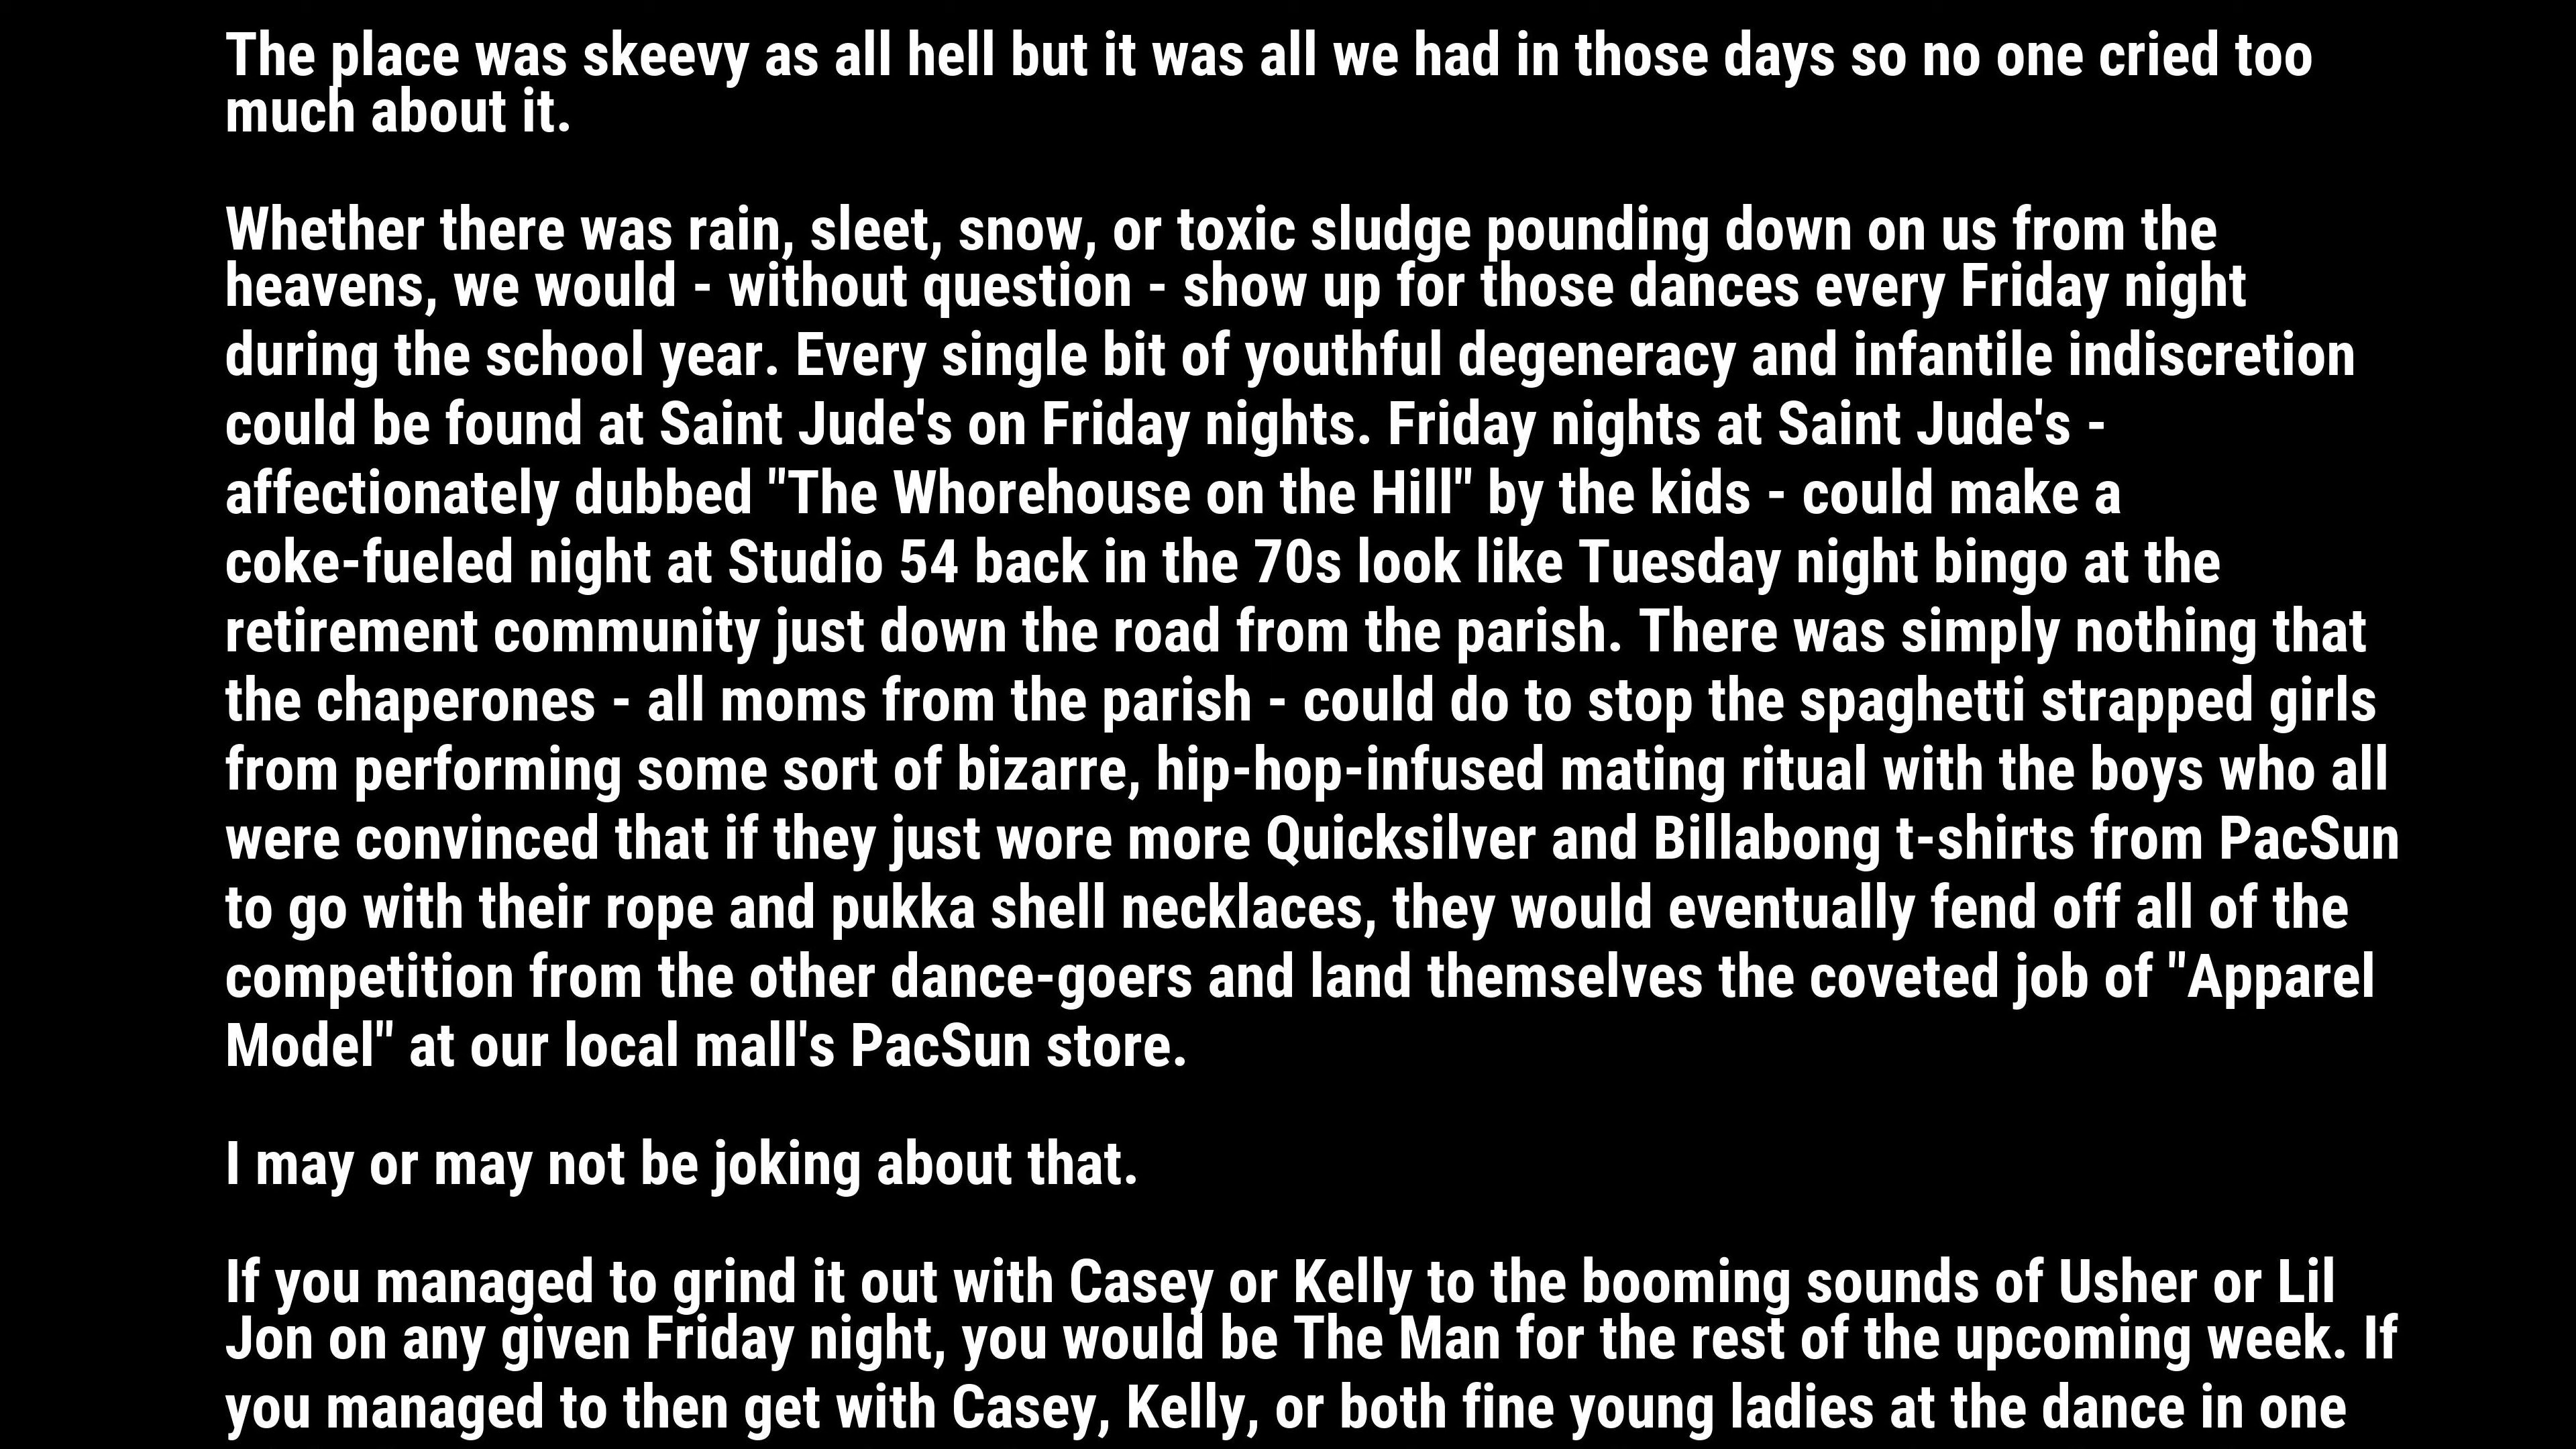 The place was skeevy as all hell but it was all we had in those days so no one cried too
much about it.
Whether there was rain, sleet, snow, or toxic sludge pounding down on us from the
heavens, we would - without question - show up for those dances every Friday night
during the school year. Every single bit of youthful degeneracy and infantile indiscretion
could be found at Saint Jude's on Friday nights. Friday nights at Saint Jude's -
affectionately dubbed "The Whorehouse on the Hill" by the kids - could make a
coke-fueled night at Studio 54 back in the 70s look like Tuesday night bingo at the
retirement community just down the road from the parish. There was simply nothing that
the chaperones - all moms from the parish - could do to stop the spaghetti strapped girls
from performing some sort of bizarre, hip-hop-infused mating ritual with the boys who all
were convinced that if they just wore more Quicksilver and Billabong t-shirts from PacSun
to go with their rope and pukka shell necklaces, they would eventually fend off all of the
competition from the other dance-goers and land themselves the coveted job of "Apparel
Model" at our local mall's PacSun store.
I may or may not be joking about that.
If you managed to grind it out with Casey or Kelly to the booming sounds of Usher or Lil
Jon on any given Friday night, you would be The Man for the rest of the upcoming week. If
you managed to then get with Casey, Kelly, or both fine young ladies at the dance in one